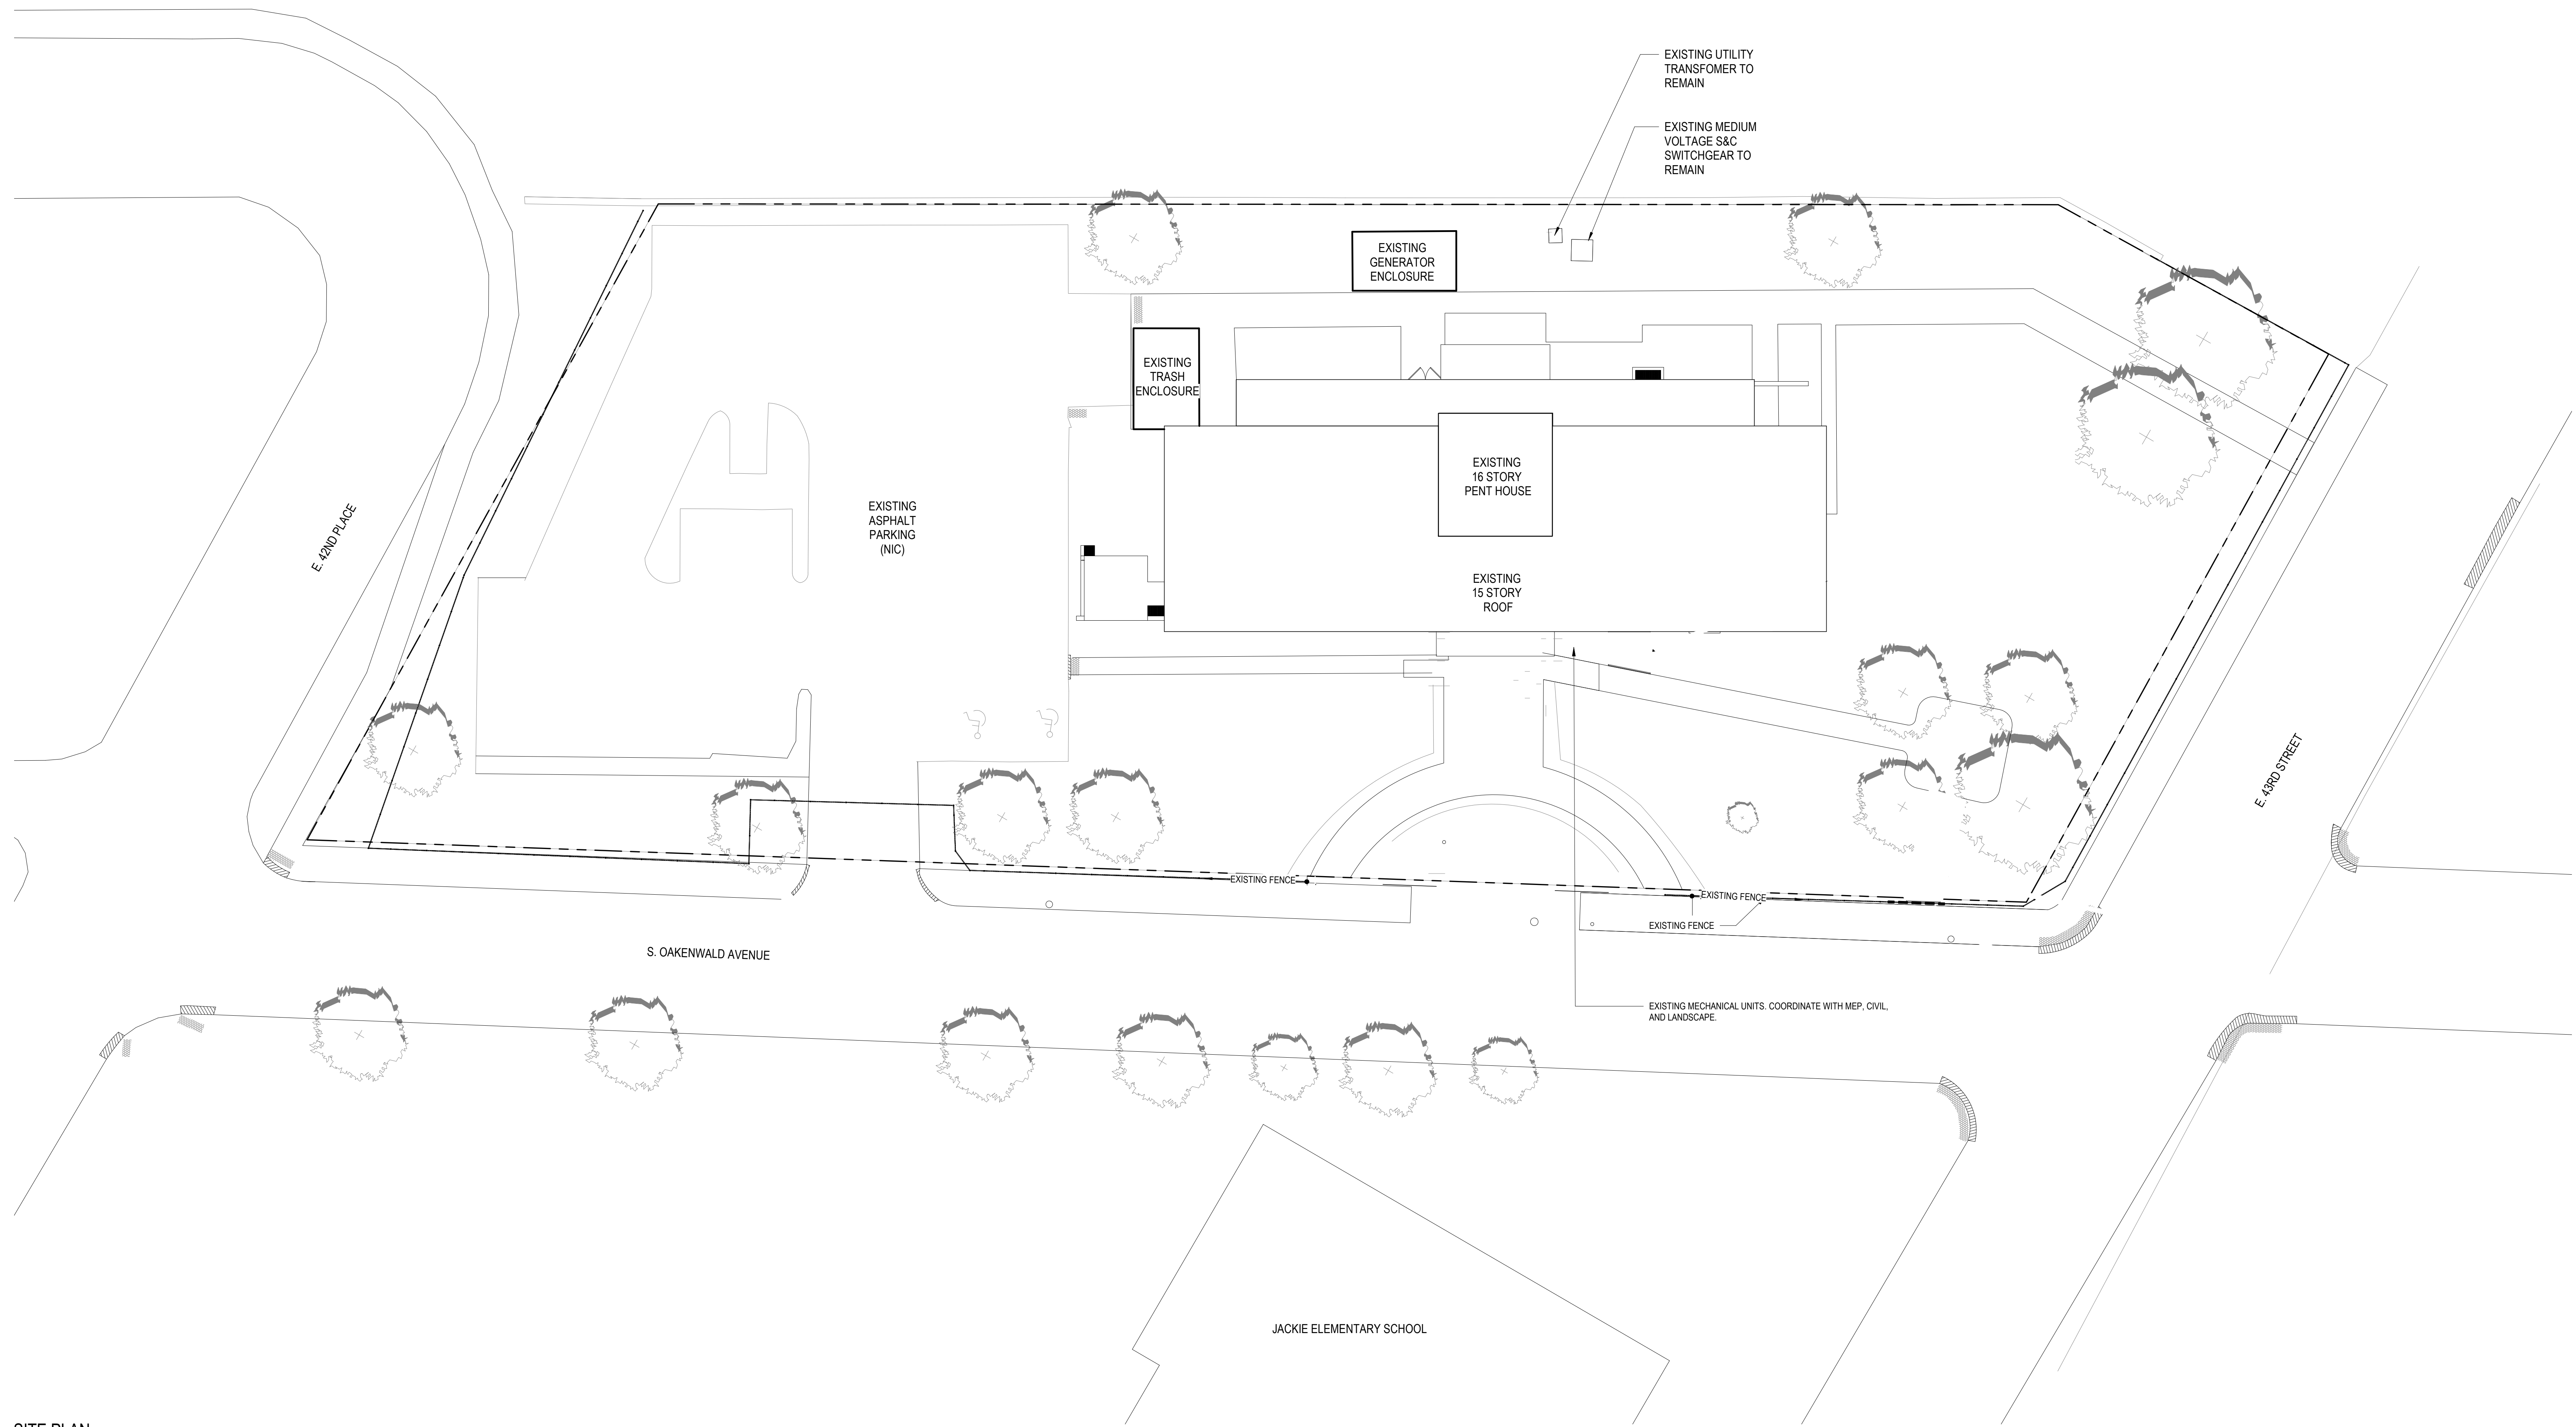 EXISTING UTILITY
TRANSFOMER TO
REMAIN
EXISTING MEDIUM
VOLTAGE S&C
SWITCHGEAR TO
REMAIN
EXISTING
GENERATOR
ENCLOSURE
EXISTING
TRASH
ENCLOSURE
EXISTING
16 STORY
PENT HOUSE
EXISTING
ASPHALT
PARKING
(NIC)
E. 42ND PLACE
EXISTING
15 STORY
ROOF
E. 43RD STREET
EXISTING FENCE
EXISTING FENCE
EXISTING FENCE
S. OAKENWALD AVENUE
EXISTING MECHANICAL UNITS. COORDINATE WITH MEP, CIVIL,
AND LANDSCAPE.
JACKIE ELEMENTARY SCHOOL
SITE PLAN